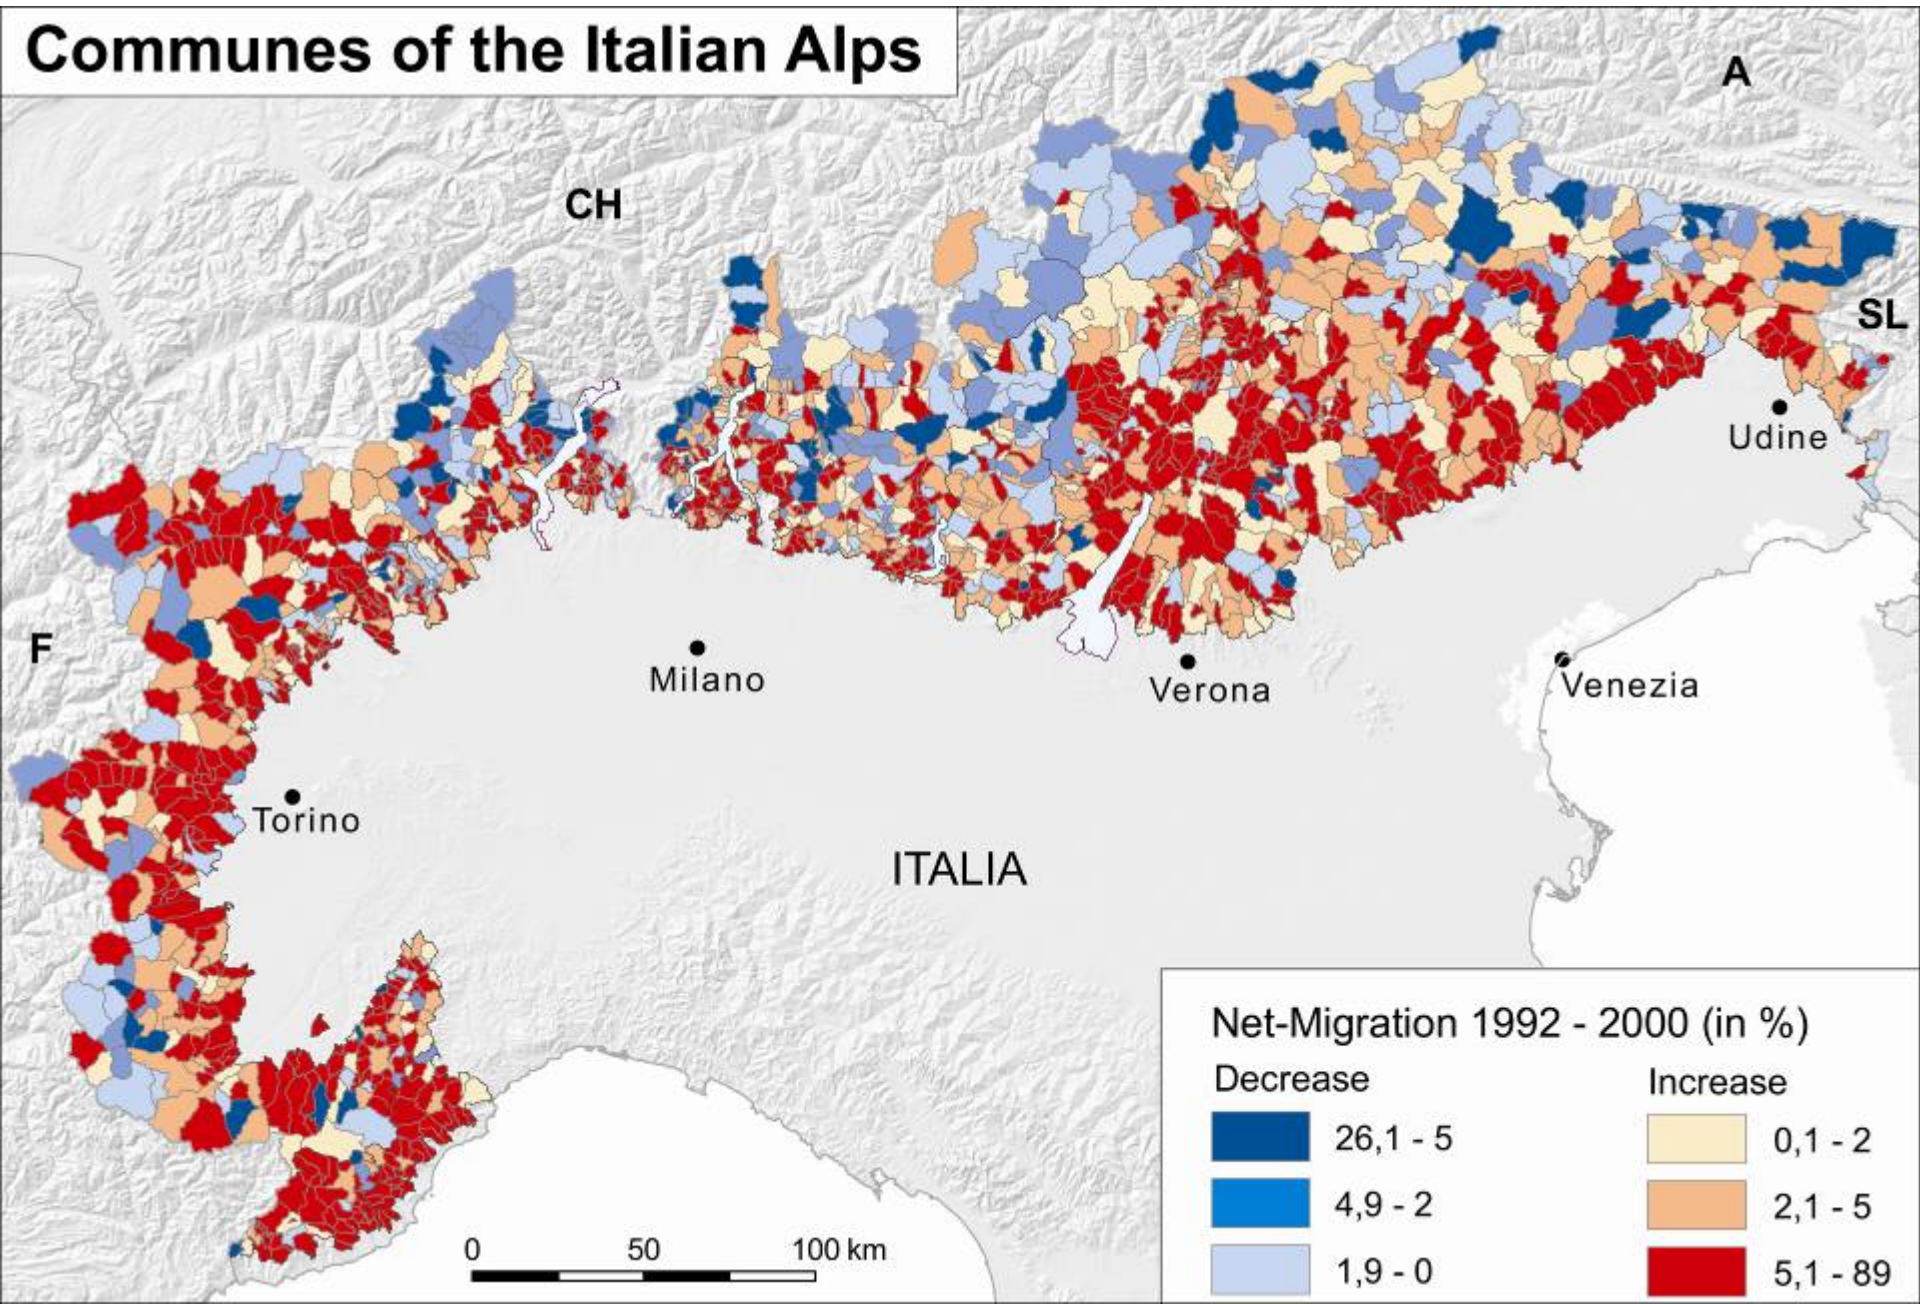 Communes of the Italian Alps
A
CH
SL
Udine
F
Milano
Verona
Venezia
Torino
ITALIA
Net-Migration 1992 - 2000 (in %)
Decrease
Increase
26,1 - 5
0,1 - 2
4,9 - 2
2,1 - 5
1,9 - 0
5,1 - 89
0 50 100 km